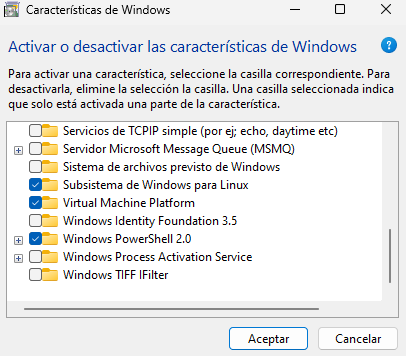 Características de Windows
Activar o desactivar las características de Windows
?
Para activar una característica, seleccione la casilla correspondiente. Para
desactivarla, elimine la selección la casilla. Una casilla seleccionada indica
que solo está activada una parte de la característica.
Servicios de TCPIP simple (por ej; echo, daytime etc)
Servidor Microsoft Message Queue (MSMQ)
Sistema de archivos previsto de Windows
Subsistema de Windows para Linux
Virtual Machine Platform
Windows Identity Foundation 3.5
Windows PowerShell 2.0
Windows Process Activation Service
Windows TIFF IFilter
Aceptar
Cancelar